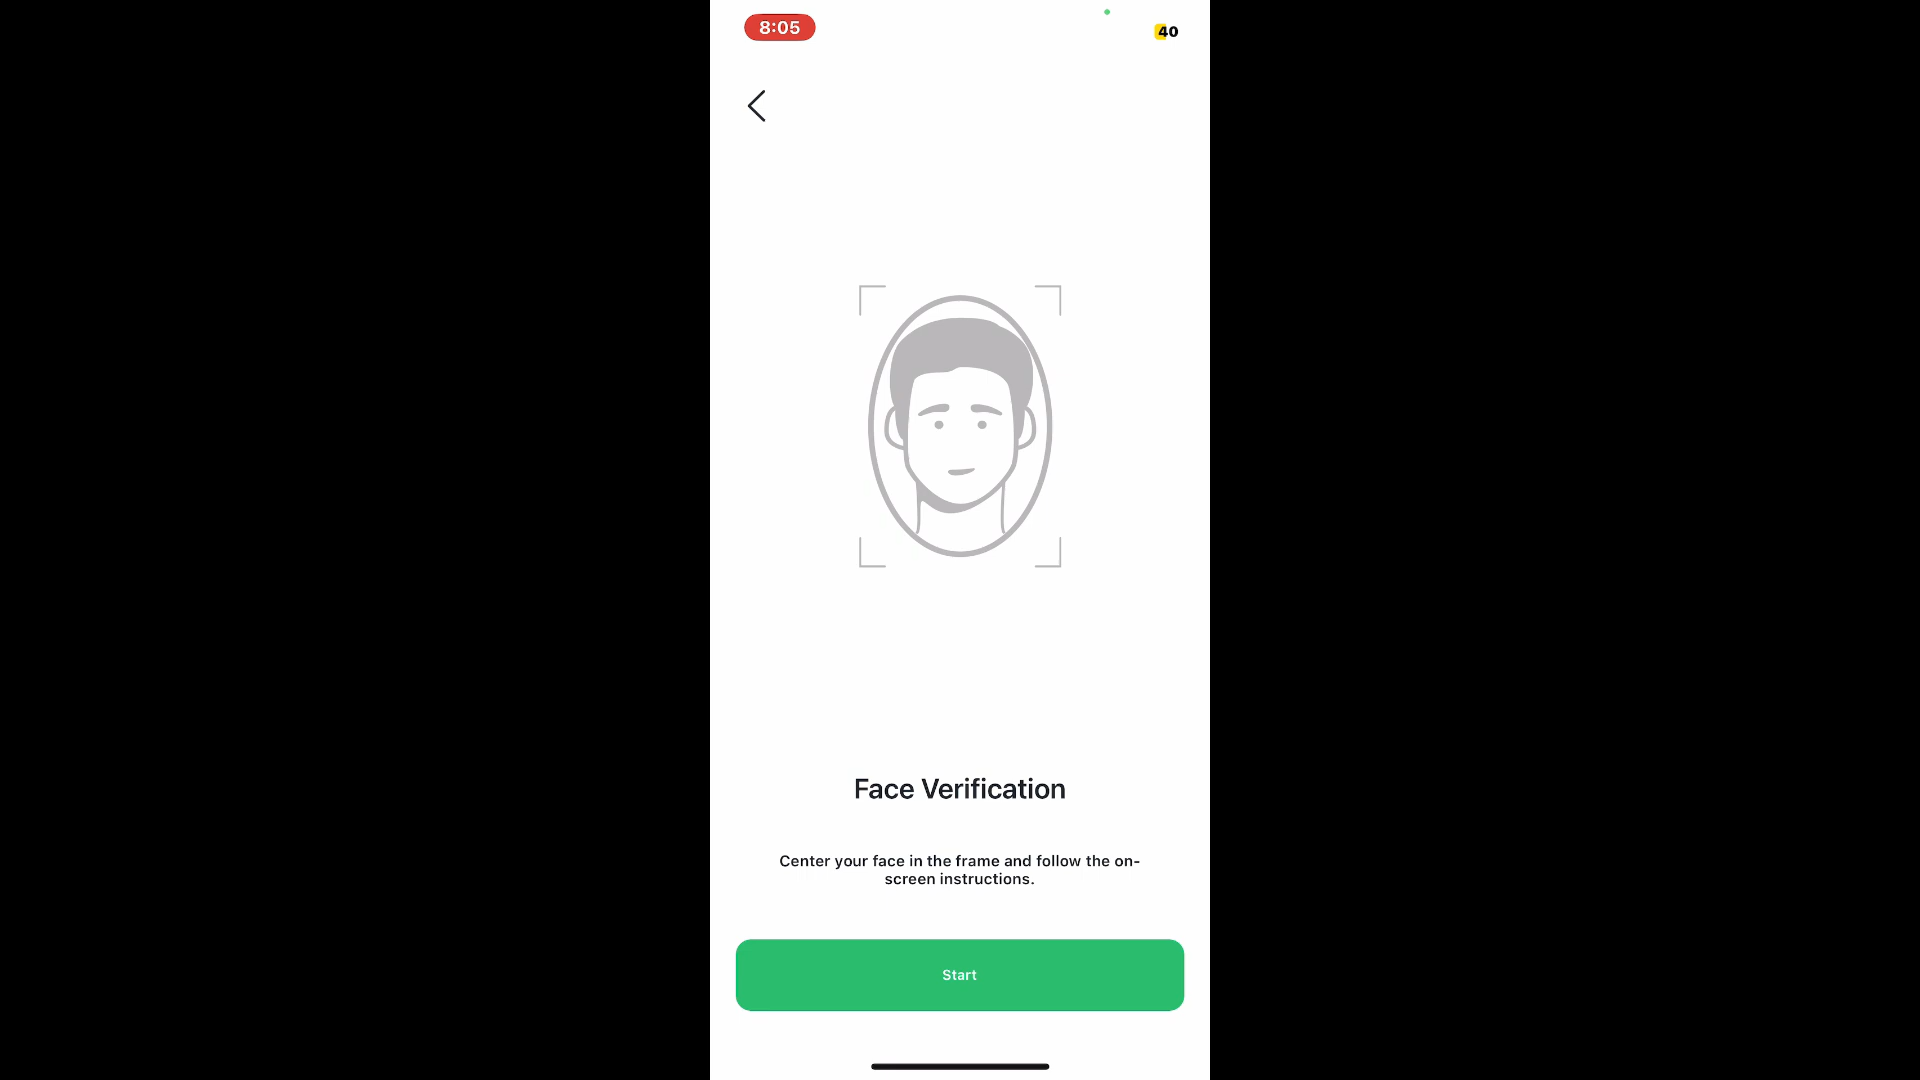 8:05
40
Face Verification
Center your face in the frame and follow the on-
screen instructions.
Start